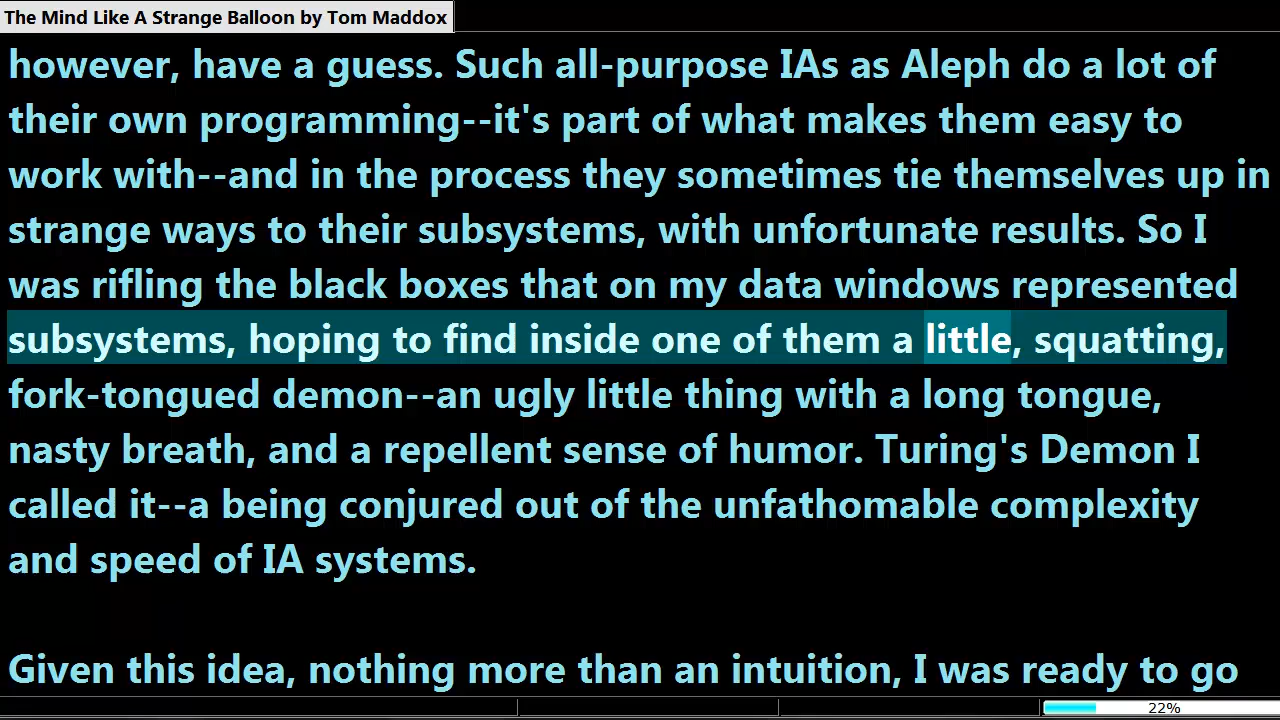 The Mind Like A Strange Balloon by Tom Maddox
however, have a guess. Such all-purpose IAs as Aleph do a lot of
their own programming--it's part of what makes them easy to
work with--and in the process they sometimes tie themselves up in
strange ways to their subsystems, with unfortunate results. So I
was rifling the black boxes that on my data windows represented
subsystems, hoping to find inside one of them a little, squatting,
fork-tongued demon--an ugly little thing with a long tongue,
nasty breath, and a repellent sense of humor. Turing's Demon I
called it--a being conjured out of the unfathomable complexity
and speed of IA systems.
Given this idea, nothing more than an intuition, I was ready to go
22%